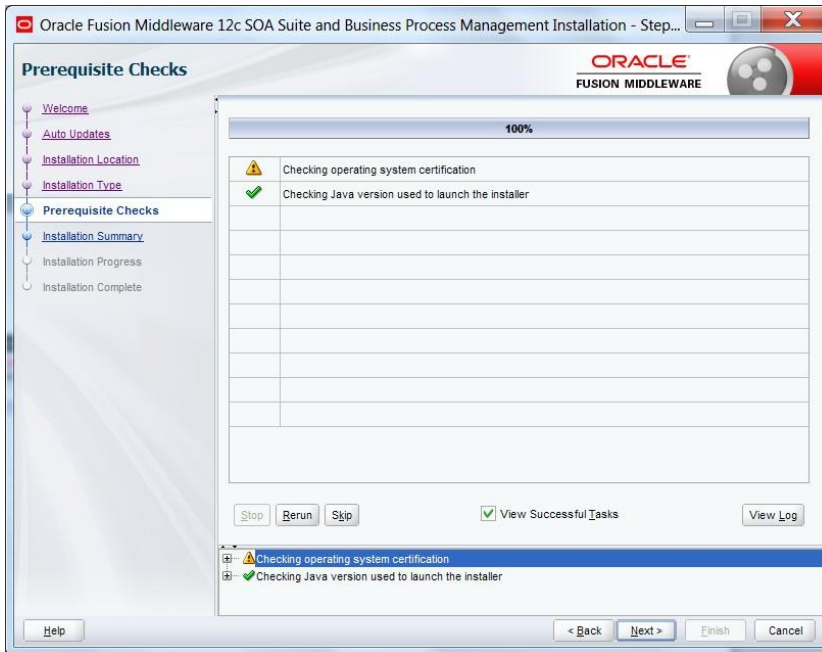 Oracle Fusion Middleware 12c SOA Suite and Business Process Management Installation - Step...
Prerequisite Checks
ORACLE
FUSION MIDDLEWARE
Welcome
Auto Updates
Installation Location
Installation Type
Prerequisite Checks
Installation Summary
Installation Progress
Installation Complete
100%
Checking operating system certification
Checking Java version used to launch the installer
Stop Rerun Skip View Successful Tasks View Log
Checking operating system certification
Checking Java version used to launch the installer
Help < Back Next > Finish Cancel